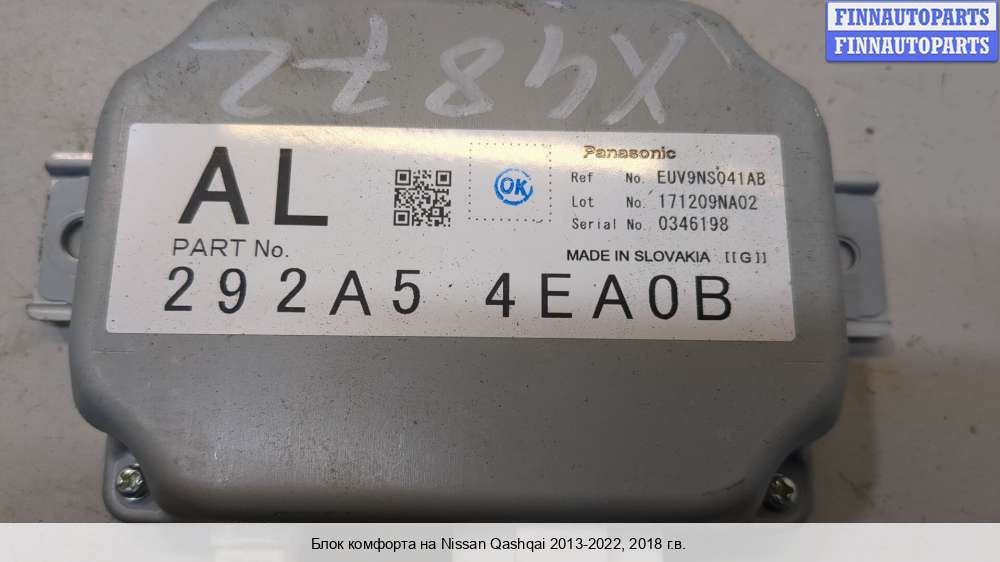 FINNAUTOPARTS
FINNAUTOPARTS
X4872
AL
OK
Panasonic
Ref No. EUV9NS041AB
Lot No. 171209NA02
Serial No. 0346198
PART No.
MADE IN SLOVAKIA [[G]]
292A5 4EA0B
Блок комфорта на Nissan Qashqai 2013-2022, 2018 г.в.